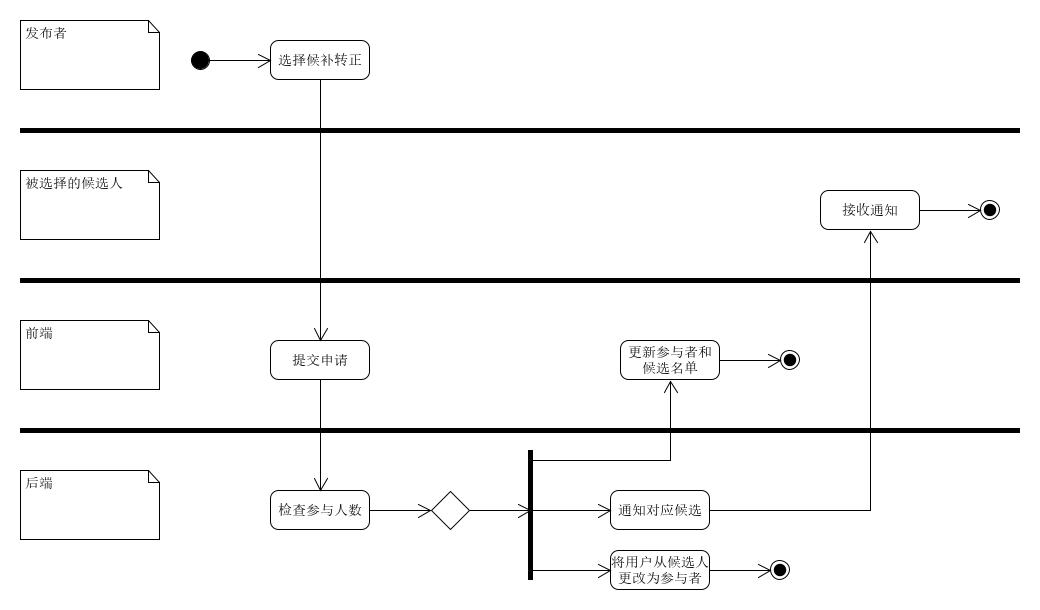 发布者
选择候补转正
被选择的候选人
接收通知
前端
提交申请
更新参与者和
候选名单
后端
检查参与人数
通知对应候选
将用户从候选人
更改为参与者